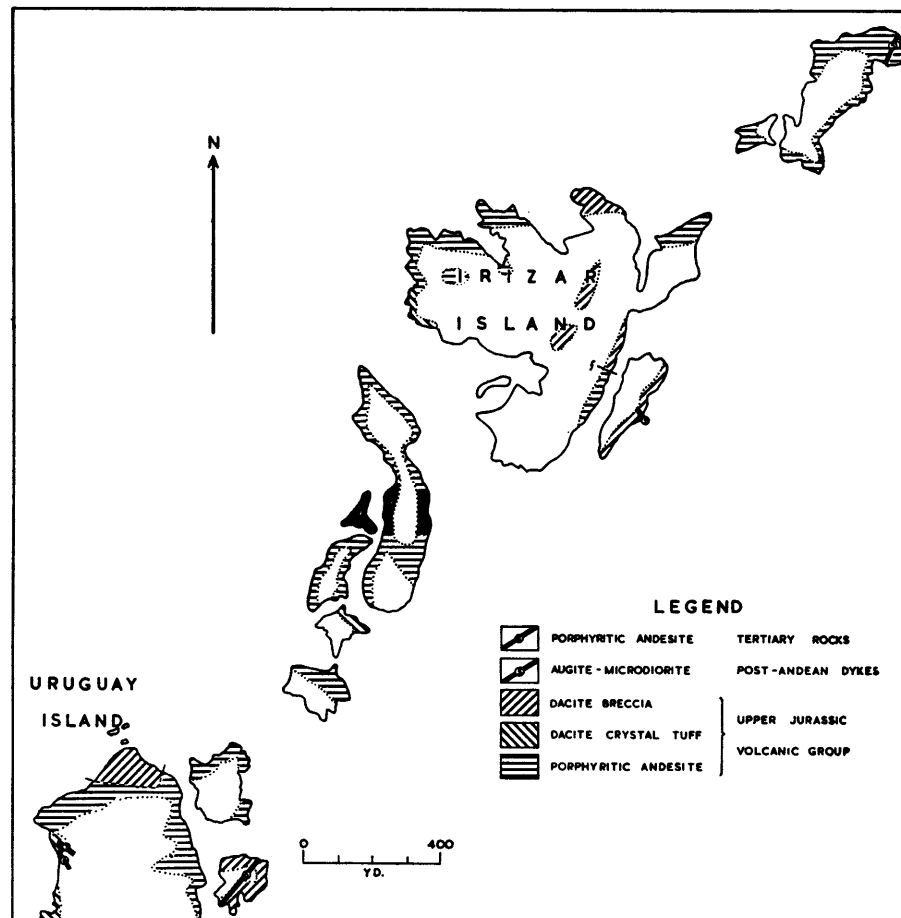 N
IRIZAR
ISLAND
LEGEND
PORPHYRITIC ANDESITE TERTIARY ROCKS
AUGITE-MICRODIORITE POST-ANDEAN DYKES
DACITE BRECCIA
DACITE CRYSTAL TUFF
PORPHYRITIC ANDESITE
UPPER JURASSIC
VOLCANIC GROUP
URUGUAY
ISLAND
0 400
YD.